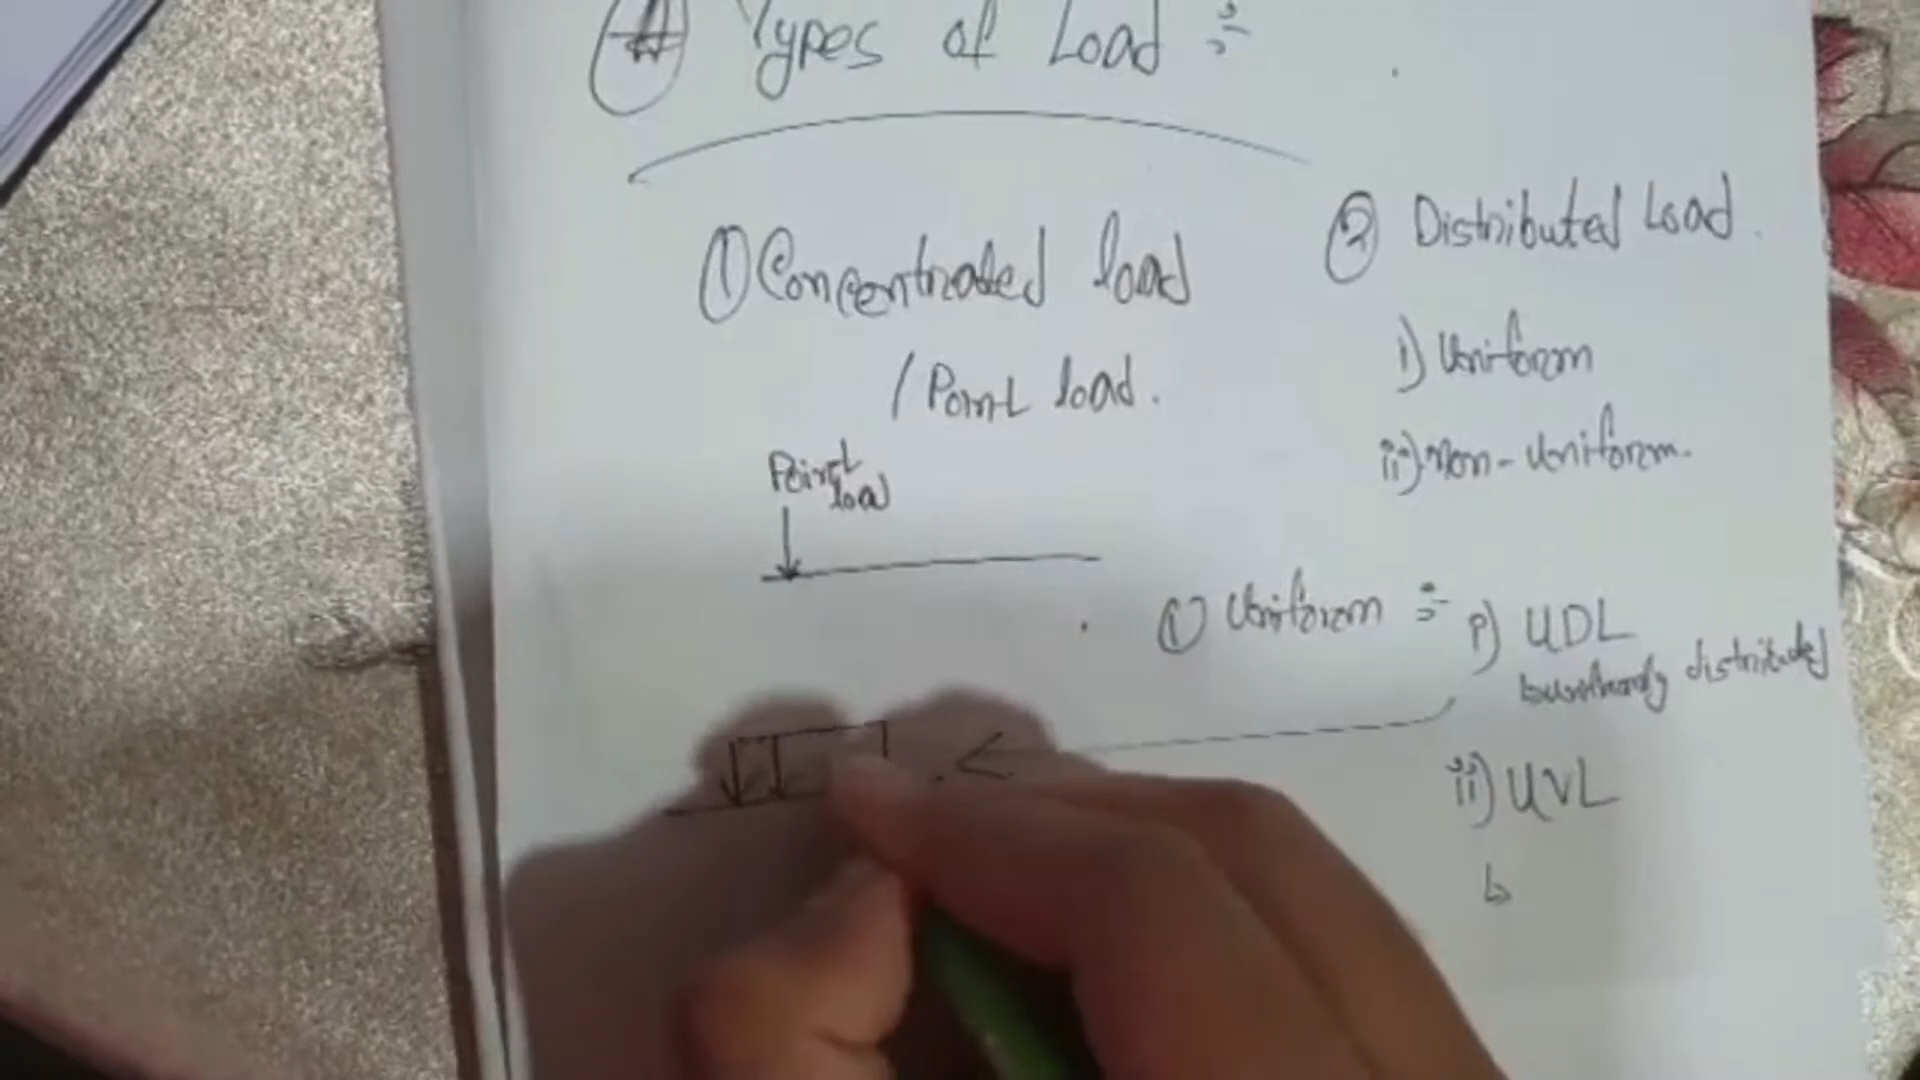 # Types of Load :-
① Concentrated load
/ Point load.
② Distributed Load.
i) Uniform
ii) Non-uniform.
Point
load
① Uniform :- i) UDL
distributed
ii) UVL